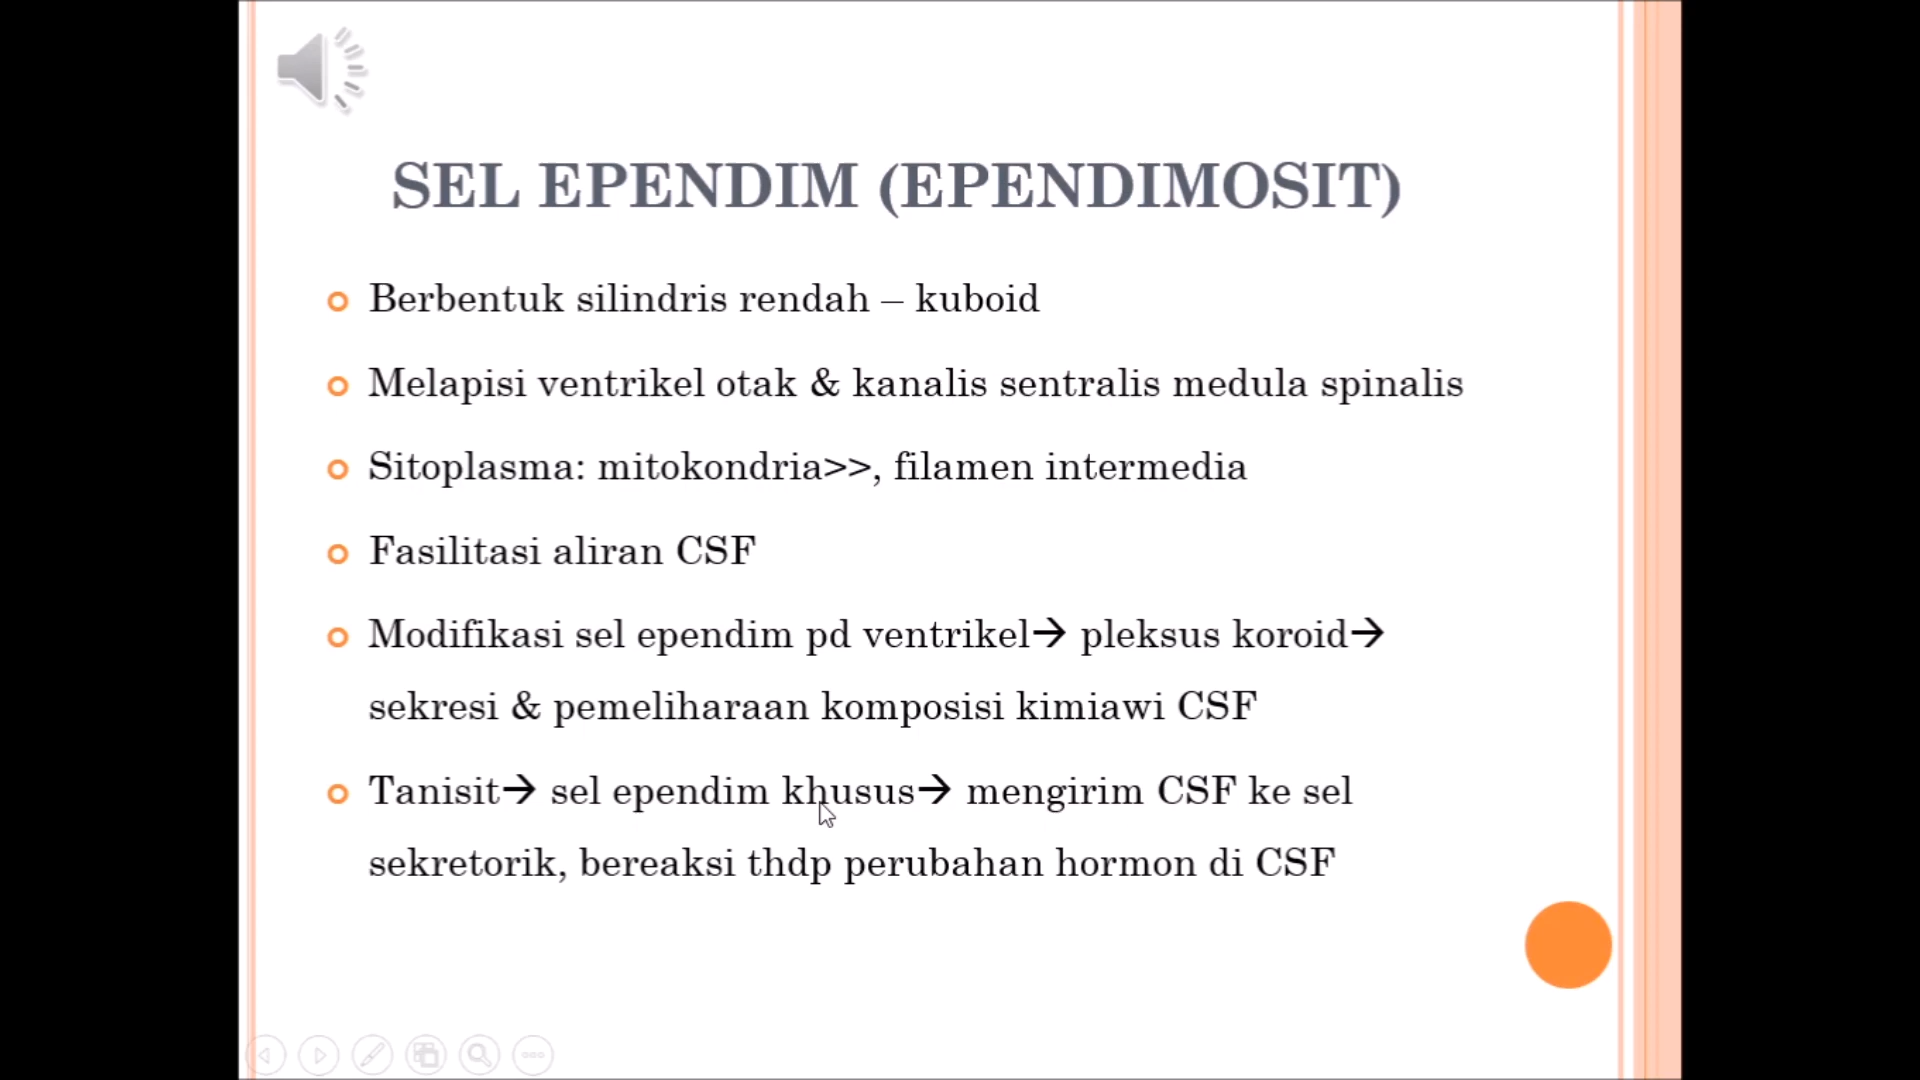 SEL EPENDIM (EPENDIMOSIT)
Berbentuk silindris rendah – kuboid
Melapisi ventrikel otak & kanalis sentralis medula spinalis
Sitoplasma: mitokondria>>, filamen intermedia
Fasilitasi aliran CSF
Modifikasi sel ependim pd ventrikel→ pleksus koroid→
sekresi & pemeliharaan komposisi kimiawi CSF
Tanisit→ sel ependim khusus→ mengirim CSF ke sel
sekretorik, bereaksi thdp perubahan hormon di CSF